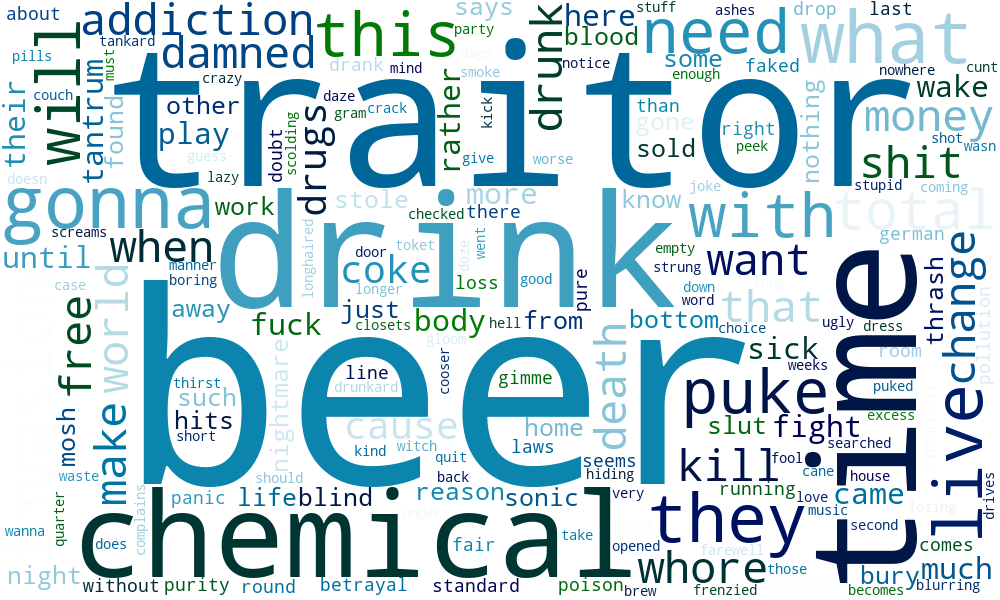 about
addiction
this
says
party
drunk
here
stuff
ashes
drop
last
pills
tankard
damned
drank
mind
blood
need
some
faked
what
nowhere
cunt
will
must
crazy
notice
enough
wake
couch
other
daze
crack
smoke
days
kick
than
money
their
tantrum
found
play
gram
rather
gone
right
nothing
shot
wasn
traitor
doubt
scolding
drugs
give
worse
sold
peek
shit
guess
lazy
stupid
coming
doesn
gonna
work
stole
more
know
joke
with
total
checked
there
screams
when
longhaired
door
toket
doze
went
empty
german
until
manner
boring
coke
drink
good
pure
strung
want
case
longer
loss
down
world
away
just
closets
body
hell
from
bottom
word
that
choice
ugly
dress
thrash
change
pollution
free
fuck
gloom
death
sick
weeks
room
time
beer
line
cooser
gimme
thirst
such
drunkard
puke
puked
nightmare
hits
short
cause
home
slut
fight
excess
mosh
make
kind
witch
laws
searched
live
waste
quit
seems
hiding
kill
fool
cane
house
should
back
running
love
came
drives
quarter
complains
panic
life
blind
reason
sonic
very
they
music
second
losing
wanna
does
chemical
under
fair
take
opened
farewell
comes
night
without
purity
round
betrayal
standard
poison
brew
whore
those
frenzied
bury
becomes
much
blurring